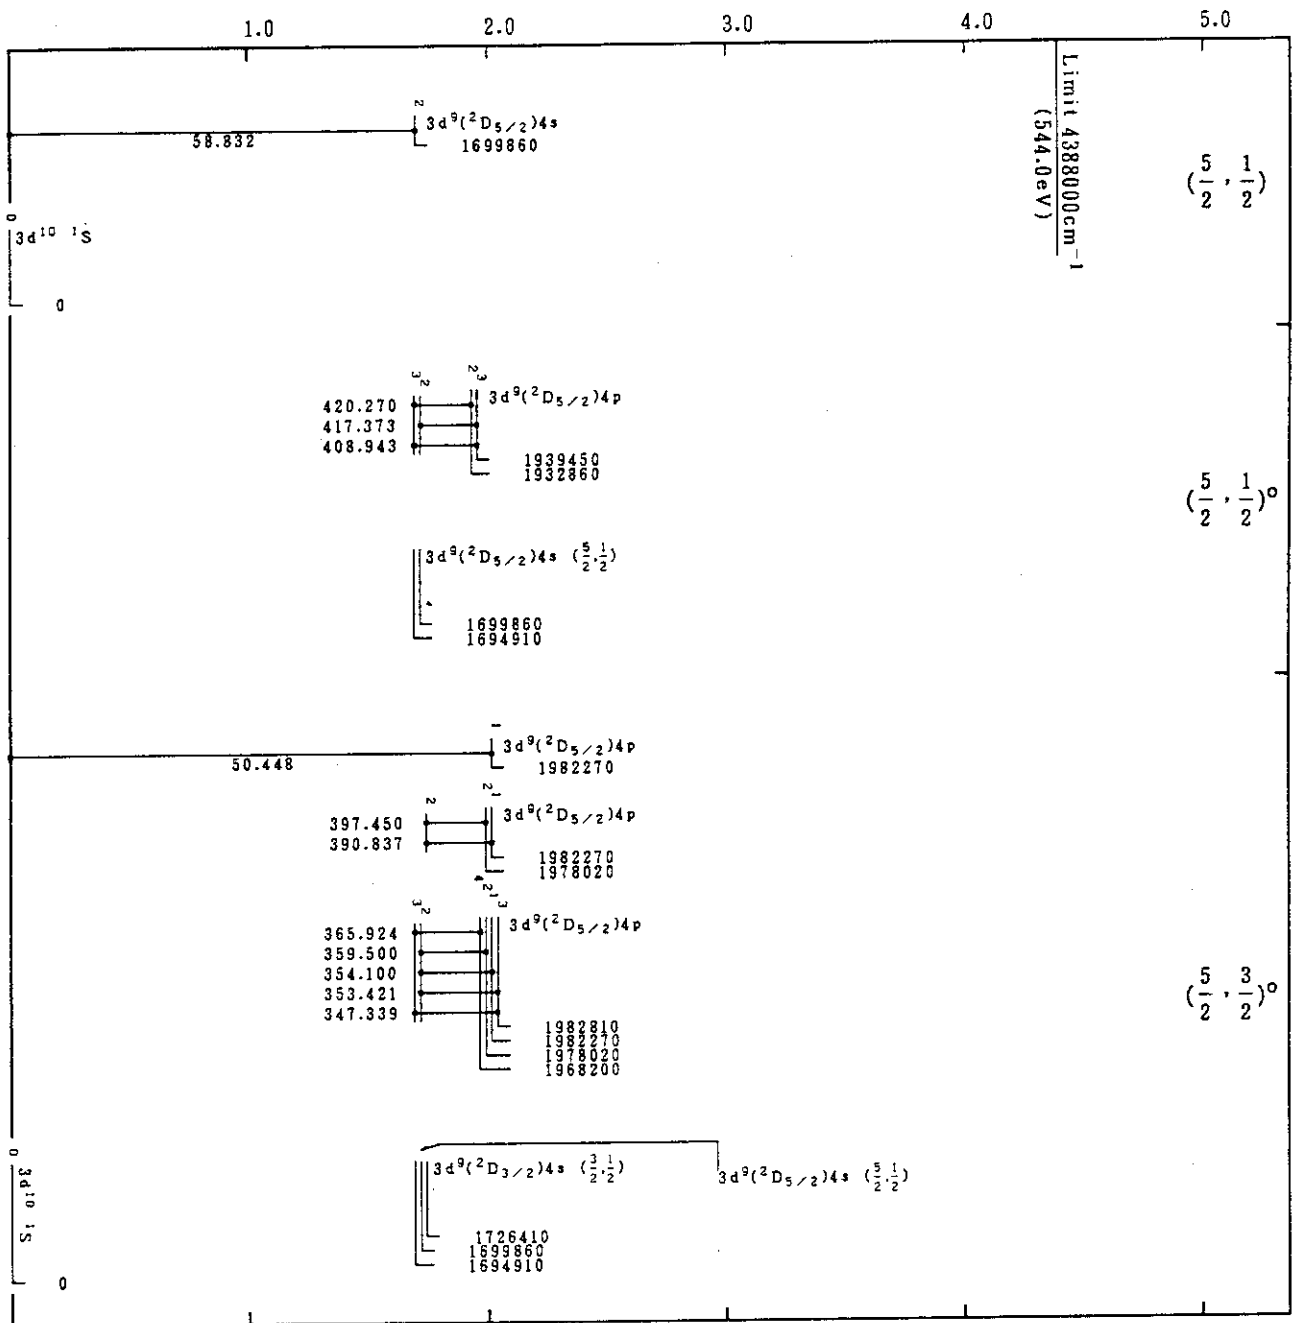 1.0 2.0 3.0 4.0 5.0
Limit 4388000cm⁻¹
(544.0eV)
2
3d⁹(²D₅/₂)4s
58.832
1699860
(5/2, 1/2)
0
3d¹⁰ ¹S
0
3 2
2 3
3d⁹(²D₅/₂)4p
420.270
417.373
408.943
1939450
1932860
(5/2, 1/2)°
3d⁹(²D₅/₂)4s (5/2, 1/2)
1699860
1694910
1
3d⁹(²D₅/₂)4p
50.448
1982270
2
2 1
3d⁹(²D₅/₂)4p
397.450
390.837
1982270
1978020
3 2
4 2 1 3
3d⁹(²D₅/₂)4p
365.924
359.500
354.100
353.421
347.339
1982810
1982270
1978020
1968200
(5/2, 3/2)°
3d⁹(²D₃/₂)4s (3/2, 1/2)
3d⁹(²D₅/₂)4s (5/2, 1/2)
1726410
1699860
1694910
0
3d¹⁰ ¹S
0